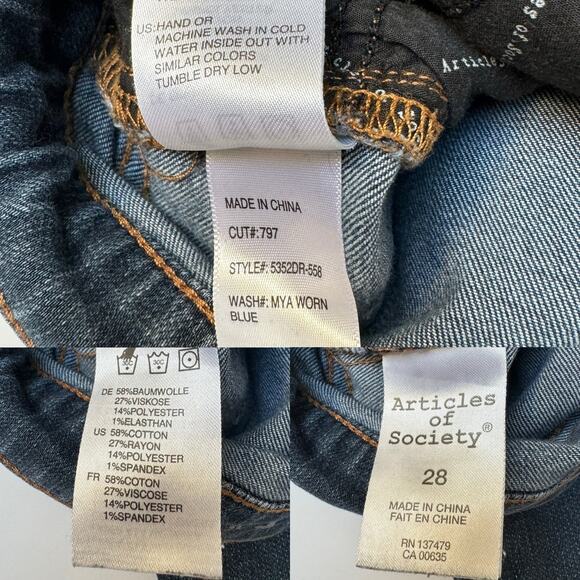 US:HAND OR
MACHINE WASH IN COLD
WATER INSIDE OUT WITH
SIMILAR COLORS
TUMBLE DRY LOW
Article
MADE IN CHINA
CUT#:797
STYLE#: 5352DR-558
WASH#: MYA WORN
BLUE
30C
DE 58%BAUMWOLLE
27%VISKOSE
14%POLYESTER
1%ELASTHAN
US 58%COTTON
27%RAYON
14%POLYESTER
1%SPANDEX
FR 58%COTON
27%VISCOSE
14%POLYESTER
1%SPANDEX
Articles
of
Society®
28
MADE IN CHINA
FAIT EN CHINE
RN 137479
CA 00635